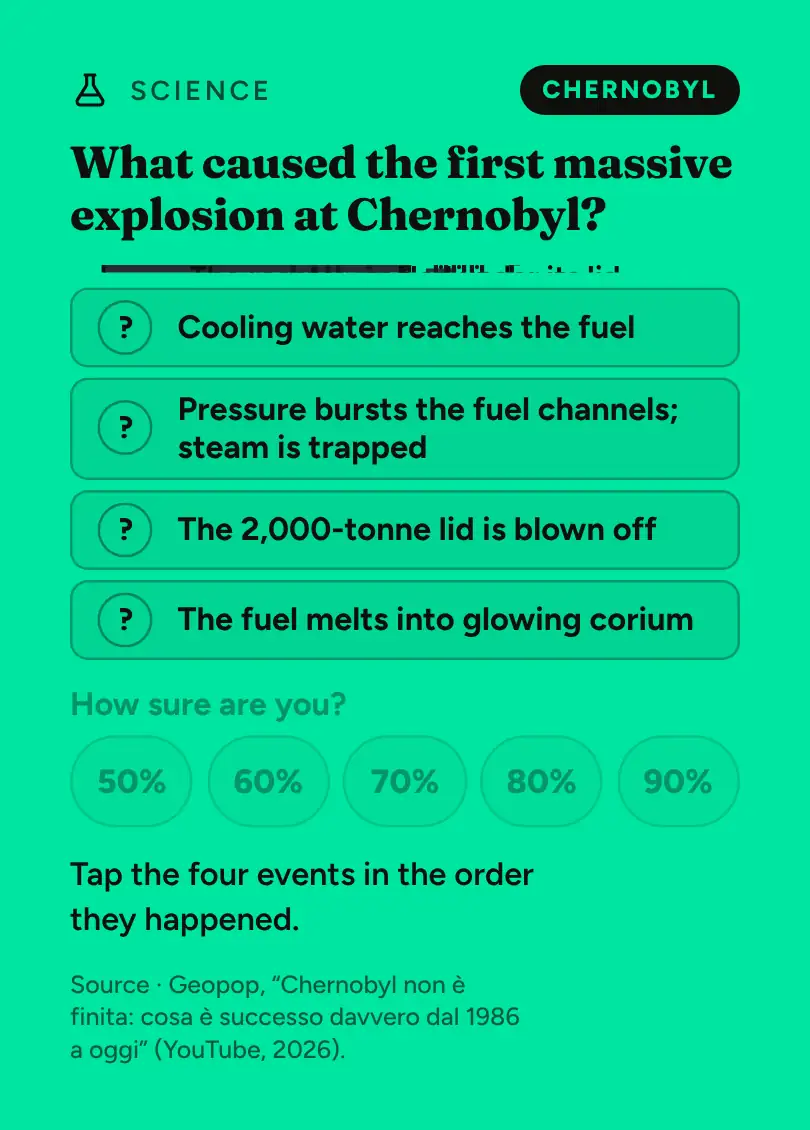 SCIENCE
CHERNOBYL
What caused the first massive
explosion at Chernobyl?
? Cooling water reaches the fuel
? Pressure bursts the fuel channels;
steam is trapped
? The 2,000-tonne lid is blown off
? The fuel melts into glowing corium
How sure are you?
50% 60% 70% 80% 90%
Tap the four events in the order
they happened.
Source · Geopop, “Chernobyl non è
finita: cosa è successo davvero dal 1986
a oggi” (YouTube, 2026).